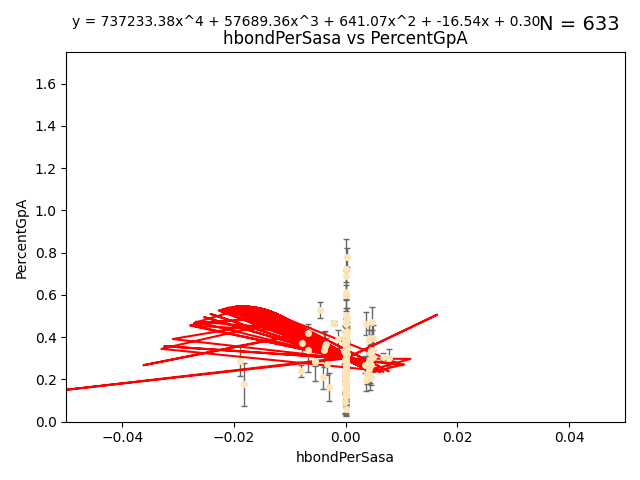 y = 737233.38x^4 + 57689.36x^3 + 641.07x^2 + -16.54x + 0.30
N = 633
hbondPerSasa vs PercentGpA
1.6
1.4
1.2
1.0
0.8
0.6
0.4
0.2
0.0
PercentGpA
−0.04
−0.02
0.00
0.02
0.04
hbondPerSasa